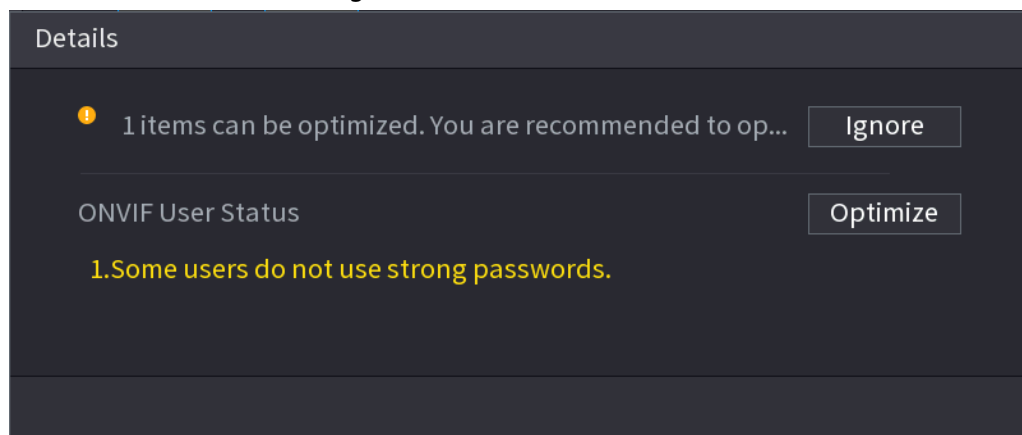 Details
1 items can be optimized. You are recommended to op... Ignore
ONVIF User Status Optimize
1.Some users do not use strong passwords.